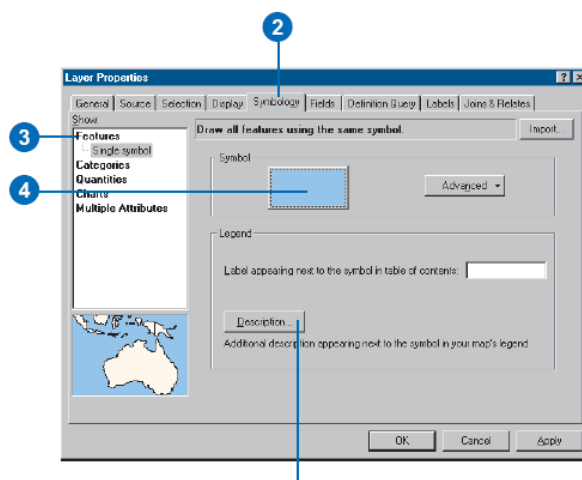 2
Layer Properties
General Source Selection Display Symbology Fields Definition Query Labels Joins & Relates
Show:
3
Features
Single symbol
Categories
Quantities
Charts
Multiple Attributes
Draw all features using the same symbol.
Import...
Symbol
4
Advanced
Legend
Label appearing next to the symbol in table of contents:
Description...
Additional description appearing next to the symbol in your map's legend
OK Cancel Apply